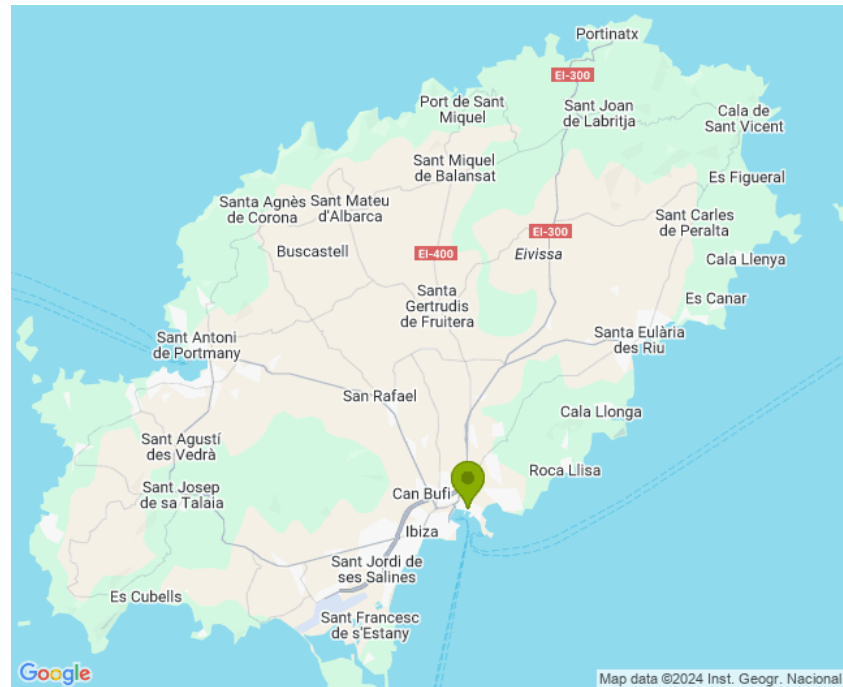 Portinatx
EI-300
Port de Sant
Miquel
Sant Joan
de Labritja
Cala de
Sant Vicent
Sant Miquel
de Balansat
Es Figueral
Santa Agnès
de Corona
Sant Mateu
d'Albarca
Sant Carles
de Peralta
EI-300
Buscastell
EI-400
Eivissa
Cala Llenya
Santa
Gertrudis
de Fruitera
Es Canar
Sant Antoni
de Portmany
Santa Eulària
des Riu
San Rafael
Cala Llonga
Sant Agustí
des Vedrà
Roca Llisa
Sant Josep
de sa Talaia
Can Bufi
Ibiza
Sant Jordi de
ses Salines
Es Cubells
Sant Francesc
de s'Estany
Google
Map data ©2024 Inst. Geogr. Nacional